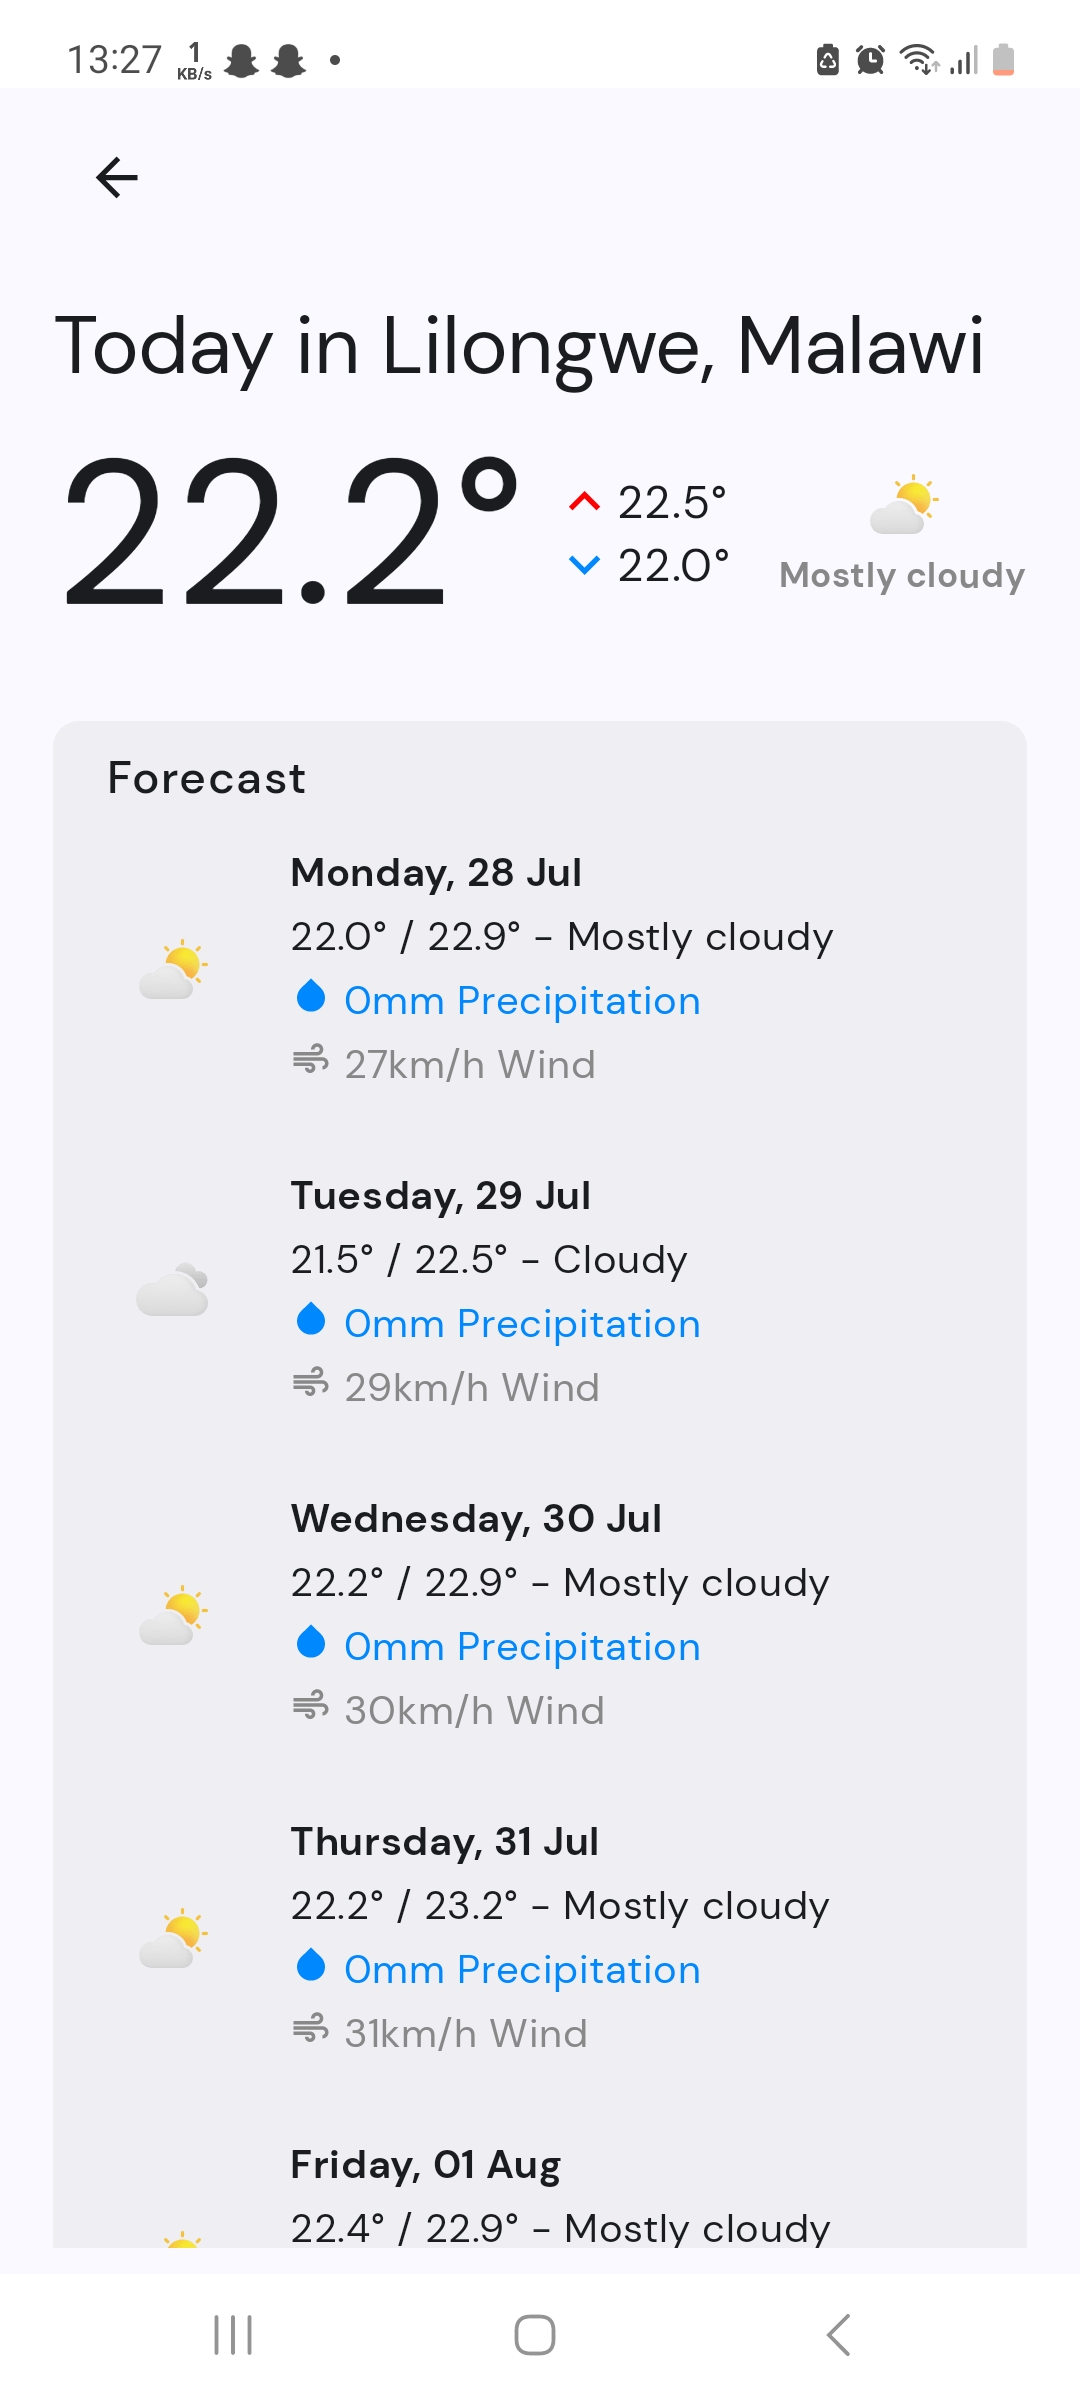 13:27 1 KB/s
Today in Lilongwe, Malawi
22.2°
22.5°
22.0°
Mostly cloudy
Forecast
Monday, 28 Jul
22.0° / 22.9° - Mostly cloudy
0mm Precipitation
27km/h Wind
Tuesday, 29 Jul
21.5° / 22.5° - Cloudy
0mm Precipitation
29km/h Wind
Wednesday, 30 Jul
22.2° / 22.9° - Mostly cloudy
0mm Precipitation
30km/h Wind
Thursday, 31 Jul
22.2° / 23.2° - Mostly cloudy
0mm Precipitation
31km/h Wind
Friday, 01 Aug
22.4° / 22.9° - Mostly cloudy